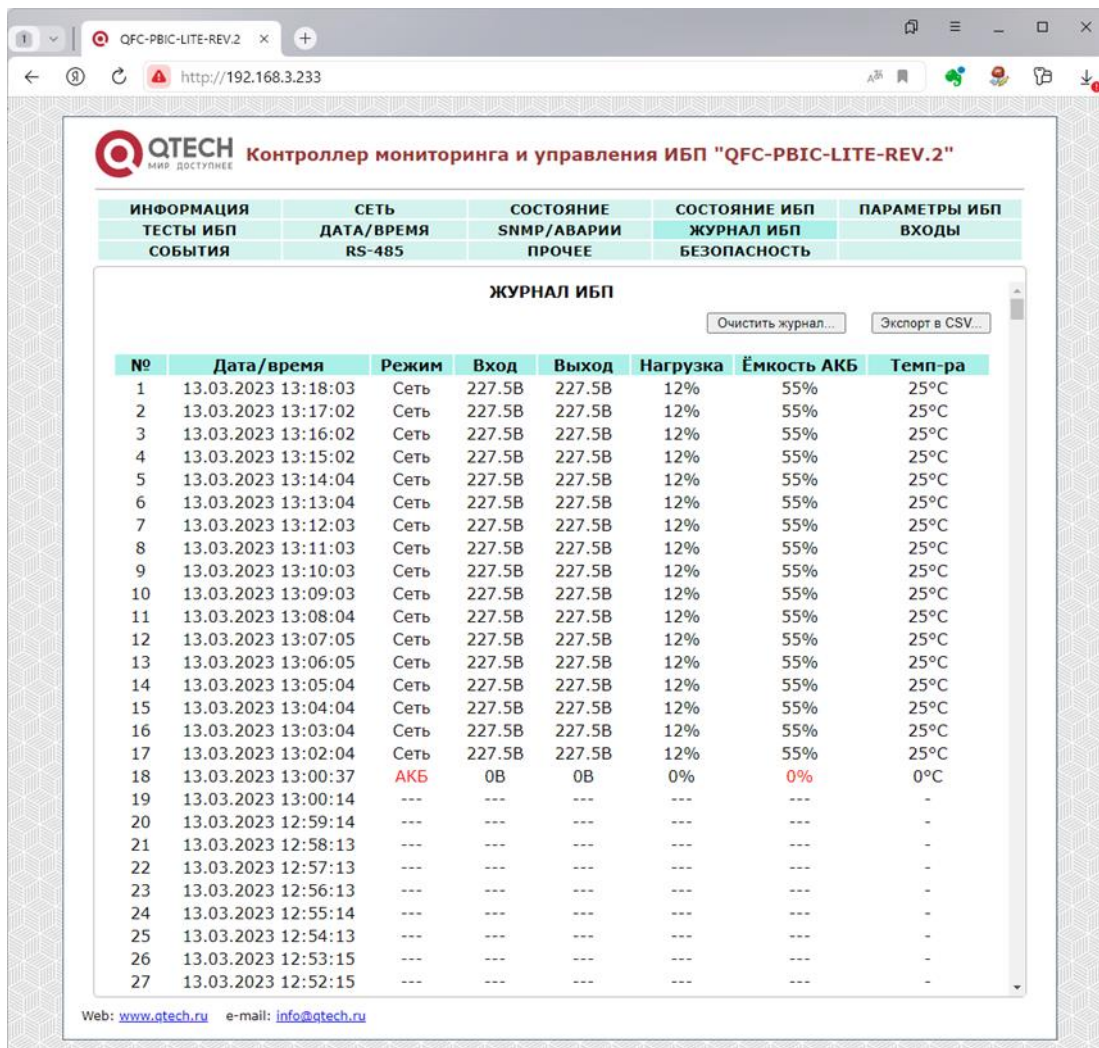 1
QFC-PBIC-LITE-REV.2
http://192.168.3.233
QTECH
МИР ДОСТУПНЕЕ
Контроллер мониторинга и управления ИБП "QFC-PBIC-LITE-REV.2"
ИНФОРМАЦИЯ СЕТЬ СОСТОЯНИЕ СОСТОЯНИЕ ИБП ПАРАМЕТРЫ ИБП
ТЕСТЫ ИБП ДАТА/ВРЕМЯ SNMP/АВАРИИ ЖУРНАЛ ИБП ВХОДЫ
СОБЫТИЯ RS-485 ПРОЧЕЕ БЕЗОПАСНОСТЬ
ЖУРНАЛ ИБП
Очистить журнал... Экспорт в CSV...
№ Дата/время Режим Вход Выход Нагрузка Ёмкость АКБ Темп-ра
1 13.03.2023 13:18:03 Сеть 227.5В 227.5В 12% 55% 25°C
2 13.03.2023 13:17:02 Сеть 227.5В 227.5В 12% 55% 25°C
3 13.03.2023 13:16:02 Сеть 227.5В 227.5В 12% 55% 25°C
4 13.03.2023 13:15:02 Сеть 227.5В 227.5В 12% 55% 25°C
5 13.03.2023 13:14:04 Сеть 227.5В 227.5В 12% 55% 25°C
6 13.03.2023 13:13:04 Сеть 227.5В 227.5В 12% 55% 25°C
7 13.03.2023 13:12:03 Сеть 227.5В 227.5В 12% 55% 25°C
8 13.03.2023 13:11:03 Сеть 227.5В 227.5В 12% 55% 25°C
9 13.03.2023 13:10:03 Сеть 227.5В 227.5В 12% 55% 25°C
10 13.03.2023 13:09:03 Сеть 227.5В 227.5В 12% 55% 25°C
11 13.03.2023 13:08:04 Сеть 227.5В 227.5В 12% 55% 25°C
12 13.03.2023 13:07:05 Сеть 227.5В 227.5В 12% 55% 25°C
13 13.03.2023 13:06:05 Сеть 227.5В 227.5В 12% 55% 25°C
14 13.03.2023 13:05:04 Сеть 227.5В 227.5В 12% 55% 25°C
15 13.03.2023 13:04:04 Сеть 227.5В 227.5В 12% 55% 25°C
16 13.03.2023 13:03:04 Сеть 227.5В 227.5В 12% 55% 25°C
17 13.03.2023 13:02:04 Сеть 227.5В 227.5В 12% 55% 25°C
18 13.03.2023 13:00:37 АКБ 0В 0В 0% 0% 0°C
19 13.03.2023 13:00:14 --- --- --- --- --- -
20 13.03.2023 12:59:14 --- --- --- --- --- -
21 13.03.2023 12:58:13 --- --- --- --- --- -
22 13.03.2023 12:57:13 --- --- --- --- --- -
23 13.03.2023 12:56:13 --- --- --- --- --- -
24 13.03.2023 12:55:14 --- --- --- --- --- -
25 13.03.2023 12:54:13 --- --- --- --- --- -
26 13.03.2023 12:53:15 --- --- --- --- --- -
27 13.03.2023 12:52:15 --- --- --- --- --- -
Web: www.qtech.ru e-mail: info@qtech.ru